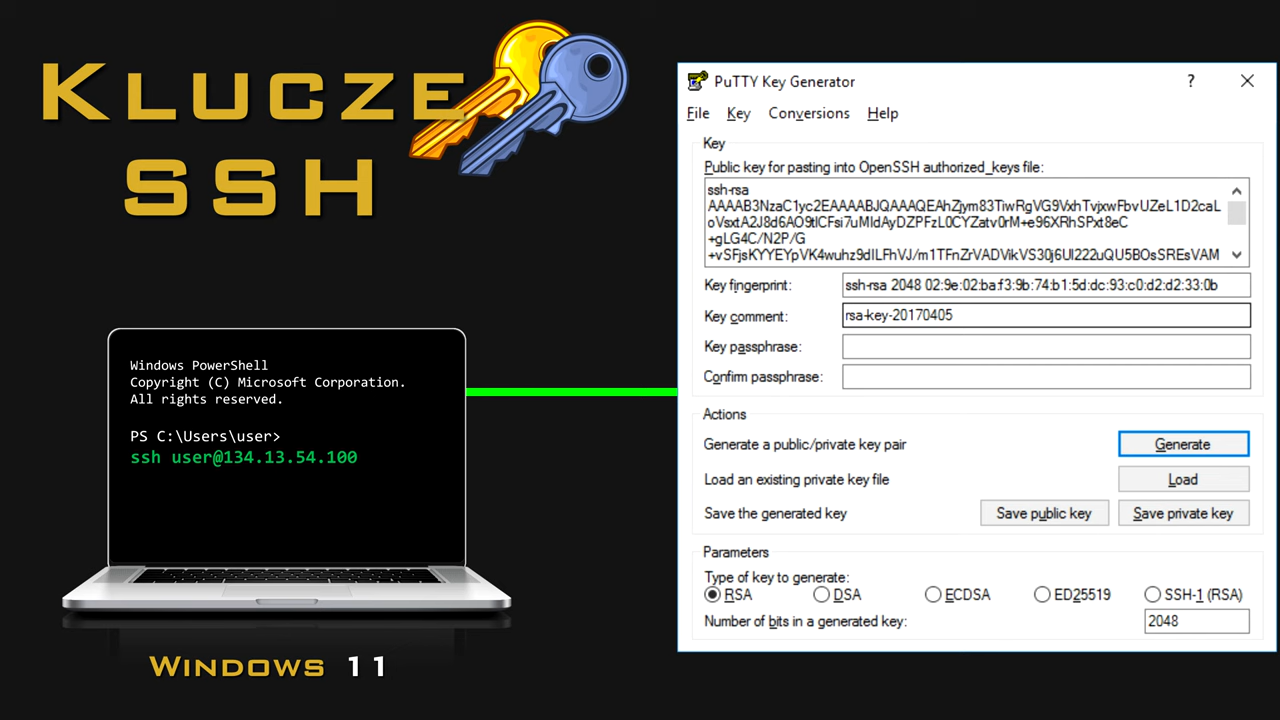 KLUCZE
SSH
Windows PowerShell
Copyright (C) Microsoft Corporation.
All rights reserved.
PS C:\Users\user>
ssh user@134.13.54.100
WINDOWS 11
PuTTY Key Generator
?
File Key Conversions Help
Key
Public key for pasting into OpenSSH authorized_keys file:
ssh-rsa
AAAAB3NzaC1yc2EAAAABJQAAAQEAhZjym83TiwRgVG9VxhTvjxwFbvUZeL1D2caL
oVsxtA2J8d6AO9tlCFsi7uMIdAyDZPFzL0CYZatv0rM+e96XRhSPxt8eC
+gLG4C/N2P/G
+vSFjsKYYEYpVK4wuhz9dILFhVJ/m1TFnZrVADVikVS30j6Ul222uQU5BOsSREsVAM
Key fingerprint: ssh-rsa 2048 02:9e:02:ba:f3:9b:74:b1:5d:dc:93:c0:d2:d2:33:0b
Key comment: rsa-key-20170405
Key passphrase:
Confirm passphrase:
Actions
Generate a public/private key pair Generate
Load an existing private key file Load
Save the generated key Save public key Save private key
Parameters
Type of key to generate:
RSA DSA ECDSA ED25519 SSH-1 (RSA)
Number of bits in a generated key: 2048